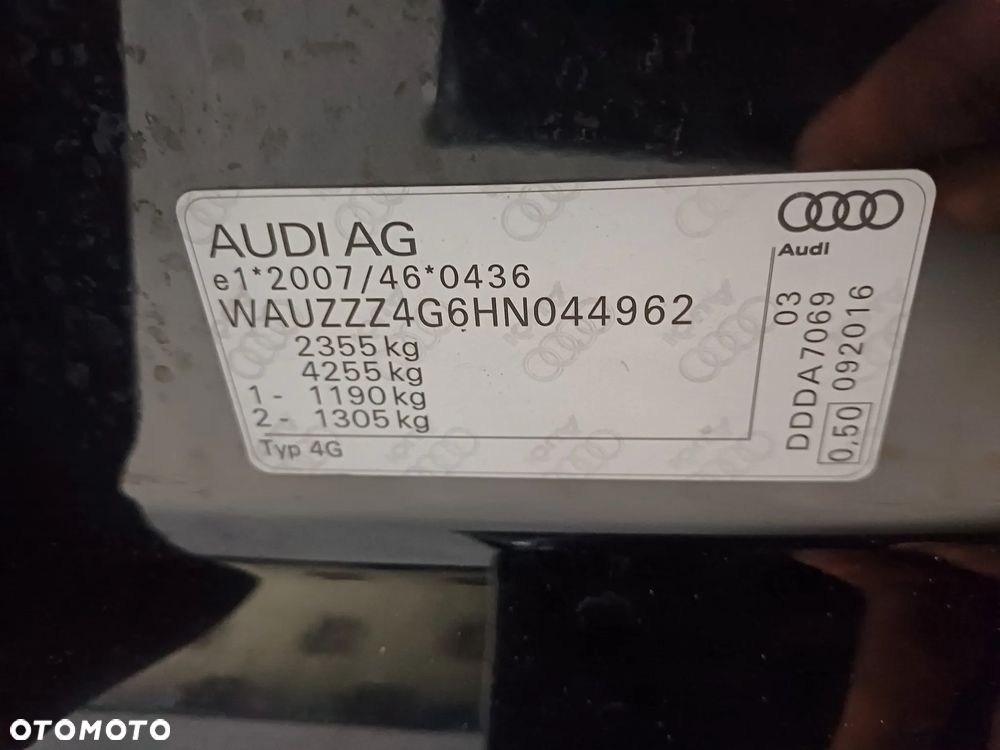 AUDI AG
e1*2007/46*0436
WAUZZZ4G6HN044962
2355 kg
4255 kg
1 - 1190 kg
2 - 1305 kg
Typ 4G
Audi
03
DDDA7069
0,50 092016
OTOMOTO